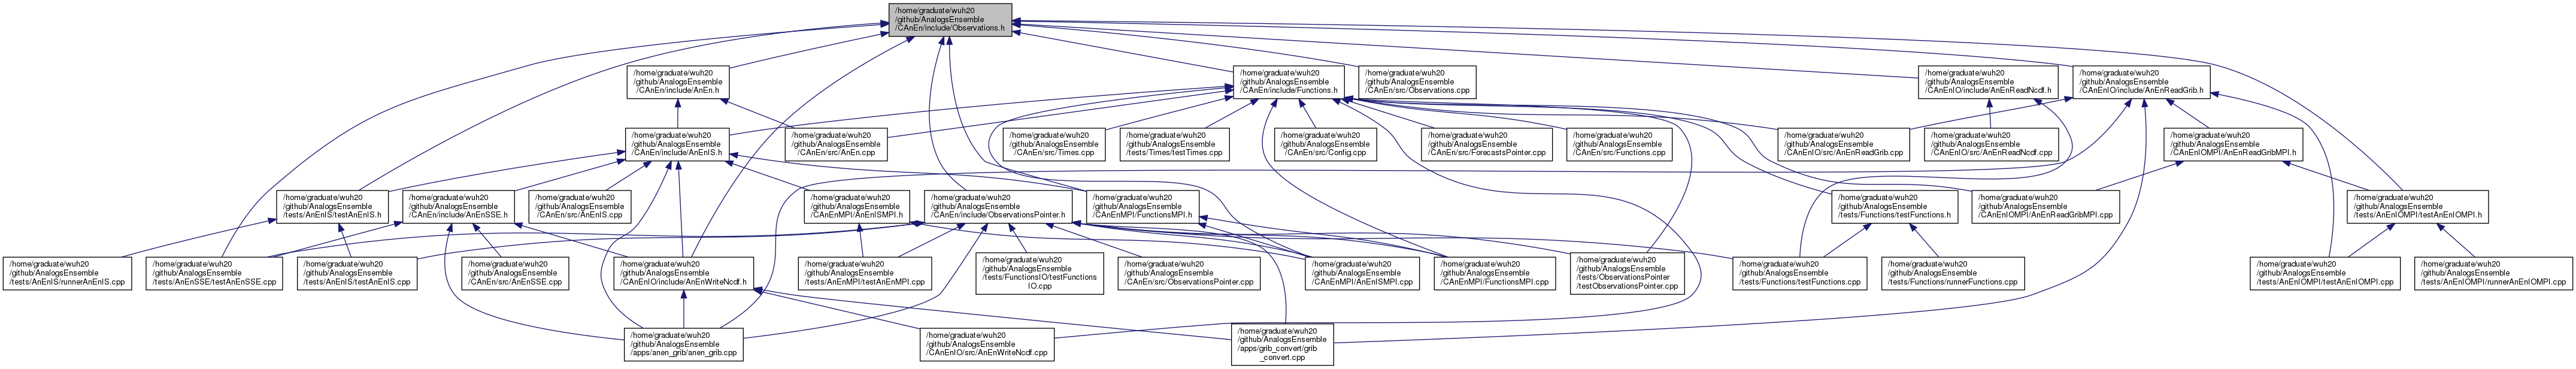 /home/graduate/wuh20
/github/AnalogsEnsemble
/CAnEn/include/Observations.h
/home/graduate/wuh20
/github/AnalogsEnsemble
/CAnEn/include/AnEn.h
/home/graduate/wuh20
/github/AnalogsEnsemble
/CAnEn/include/Functions.h
/home/graduate/wuh20
/github/AnalogsEnsemble
/CAnEn/src/Observations.cpp
/home/graduate/wuh20
/github/AnalogsEnsemble
/CAnEnIO/include/AnEnReadNcdf.h
/home/graduate/wuh20
/github/AnalogsEnsemble
/CAnEnIO/include/AnEnReadGrib.h
/home/graduate/wuh20
/github/AnalogsEnsemble
/CAnEn/include/AnEnIS.h
/home/graduate/wuh20
/github/AnalogsEnsemble
/CAnEn/src/AnEn.cpp
/home/graduate/wuh20
/github/AnalogsEnsemble
/CAnEn/src/Times.cpp
/home/graduate/wuh20
/github/AnalogsEnsemble
/tests/Times/testTimes.cpp
/home/graduate/wuh20
/github/AnalogsEnsemble
/CAnEn/src/Config.cpp
/home/graduate/wuh20
/github/AnalogsEnsemble
/CAnEn/src/ForecastsPointer.cpp
/home/graduate/wuh20
/github/AnalogsEnsemble
/CAnEn/src/Functions.cpp
/home/graduate/wuh20
/github/AnalogsEnsemble
/CAnEnIO/src/AnEnReadGrib.cpp
/home/graduate/wuh20
/github/AnalogsEnsemble
/CAnEnIO/src/AnEnReadNcdf.cpp
/home/graduate/wuh20
/github/AnalogsEnsemble
/CAnEnIOMPI/AnEnReadGribMPI.h
/home/graduate/wuh20
/github/AnalogsEnsemble
/tests/AnEnIS/testAnEnIS.h
/home/graduate/wuh20
/github/AnalogsEnsemble
/CAnEn/include/AnEnSSE.h
/home/graduate/wuh20
/github/AnalogsEnsemble
/CAnEn/src/AnEnIS.cpp
/home/graduate/wuh20
/github/AnalogsEnsemble
/CAnEnMPI/AnEnISMPI.h
/home/graduate/wuh20
/github/AnalogsEnsemble
/CAnEn/include/ObservationsPointer.h
/home/graduate/wuh20
/github/AnalogsEnsemble
/CAnEnMPI/FunctionsMPI.h
/home/graduate/wuh20
/github/AnalogsEnsemble
/tests/Functions/testFunctions.h
/home/graduate/wuh20
/github/AnalogsEnsemble
/CAnEnIOMPI/AnEnReadGribMPI.cpp
/home/graduate/wuh20
/github/AnalogsEnsemble
/tests/AnEnIOMPI/testAnEnIOMPI.h
/home/graduate/wuh20
/github/AnalogsEnsemble
/tests/AnEnIS/runnerAnEnIS.cpp
/home/graduate/wuh20
/github/AnalogsEnsemble
/tests/AnEnSSE/testAnEnSSE.cpp
/home/graduate/wuh20
/github/AnalogsEnsemble
/tests/AnEnIS/testAnEnIS.cpp
/home/graduate/wuh20
/github/AnalogsEnsemble
/CAnEn/src/AnEnSSE.cpp
/home/graduate/wuh20
/github/AnalogsEnsemble
/CAnEnIO/include/AnEnWriteNcdf.h
/home/graduate/wuh20
/github/AnalogsEnsemble
/tests/AnEnMPI/testAnEnMPI.cpp
/home/graduate/wuh20
/github/AnalogsEnsemble
/tests/FunctionsIO/testFunctions
IO.cpp
/home/graduate/wuh20
/github/AnalogsEnsemble
/CAnEn/src/ObservationsPointer.cpp
/home/graduate/wuh20
/github/AnalogsEnsemble
/CAnEnMPI/AnEnISMPI.cpp
/home/graduate/wuh20
/github/AnalogsEnsemble
/CAnEnMPI/FunctionsMPI.cpp
/home/graduate/wuh20
/github/AnalogsEnsemble
/tests/ObservationsPointer
/testObservationsPointer.cpp
/home/graduate/wuh20
/github/AnalogsEnsemble
/tests/Functions/testFunctions.cpp
/home/graduate/wuh20
/github/AnalogsEnsemble
/tests/Functions/runnerFunctions.cpp
/home/graduate/wuh20
/github/AnalogsEnsemble
/tests/AnEnIOMPI/testAnEnIOMPI.cpp
/home/graduate/wuh20
/github/AnalogsEnsemble
/tests/AnEnIOMPI/runnerAnEnIOMPI.cpp
/home/graduate/wuh20
/github/AnalogsEnsemble
/apps/anen_grib/anen_grib.cpp
/home/graduate/wuh20
/github/AnalogsEnsemble
/CAnEnIO/src/AnEnWriteNcdf.cpp
/home/graduate/wuh20
/github/AnalogsEnsemble
/apps/grib_convert/grib
_convert.cpp